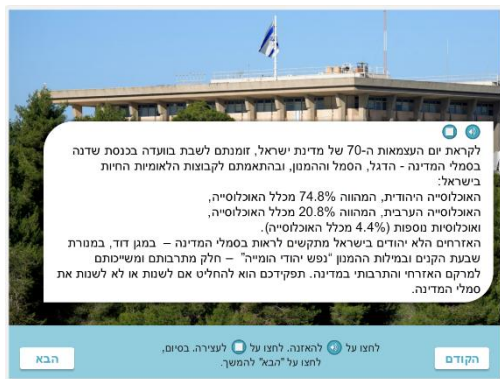 לקראת יום העצמאות ה-70 של מדינת ישראל, זומנתם לשבת בוועדה בכנסת שדנה
בסמלי המדינה - הדגל, הסמל וההמנון, ובהתאמתם לקבוצות הלאומיות החיות
בישראל:
האוכלוסייה היהודית, המהווה 74.8% מכלל האוכלוסייה,
האוכלוסייה הערבית, המהווה 20.8% מכלל האוכלוסייה,
ואוכלוסיות נוספות (4.4% מכלל האוכלוסייה).
האזרחים הלא יהודים בישראל מתקשים לראות בסמלי המדינה – במגן דוד, במנורת
שבעת הקנים ובמילות ההמנון "נפש יהודי הומייה" – חלק מתרבותם ומשייכותם
למרקם האזרחי והתרבותי במדינה. תפקידכם הוא להחליט אם לשנות או לא לשנות את
סמלי המדינה.
הקודם
לחצו על להאזנה. לחצו על לעצירה. בסיום,
לחצו על "הבא" להמשך.
הבא